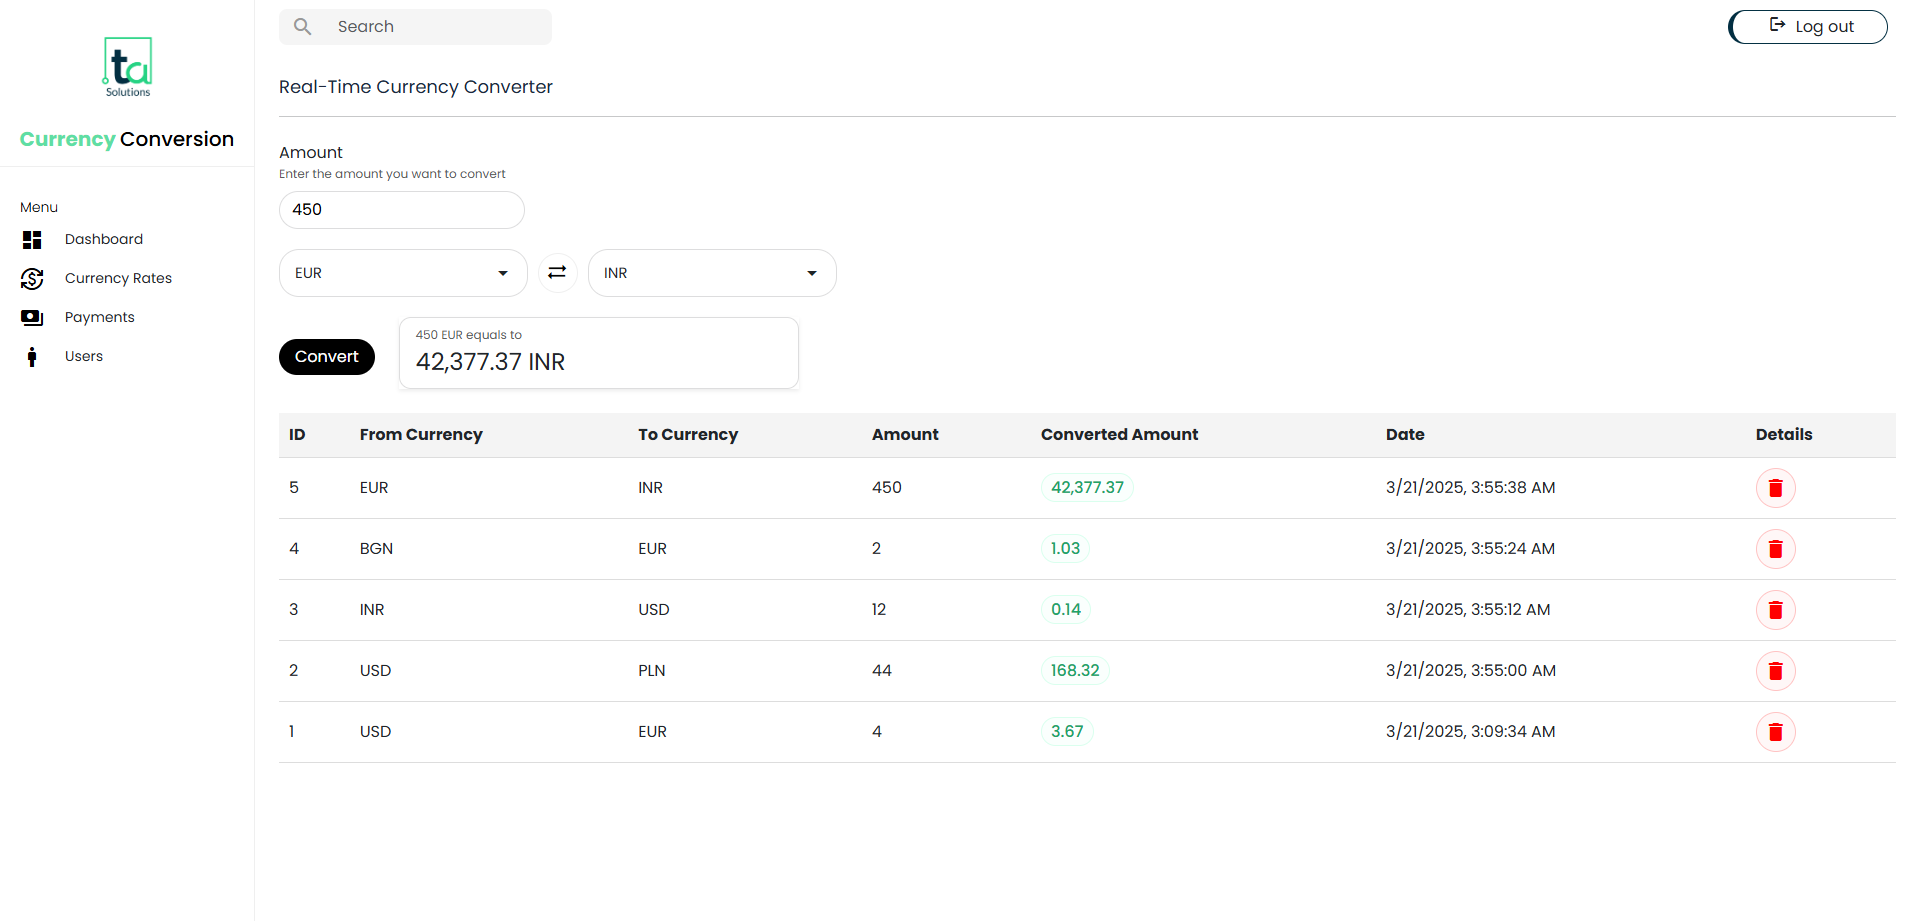 ta
Solutions
Currency Conversion
Menu
Dashboard
Currency Rates
Payments
Users
Search
Log out
Real-Time Currency Converter
Amount
Enter the amount you want to convert
450
EUR INR
Convert
450 EUR equals to
42,377.37 INR
ID From Currency To Currency Amount Converted Amount Date Details
5 EUR INR 450 42,377.37 3/21/2025, 3:55:38 AM
4 BGN EUR 2 1.03 3/21/2025, 3:55:24 AM
3 INR USD 12 0.14 3/21/2025, 3:55:12 AM
2 USD PLN 44 168.32 3/21/2025, 3:55:00 AM
1 USD EUR 4 3.67 3/21/2025, 3:09:34 AM